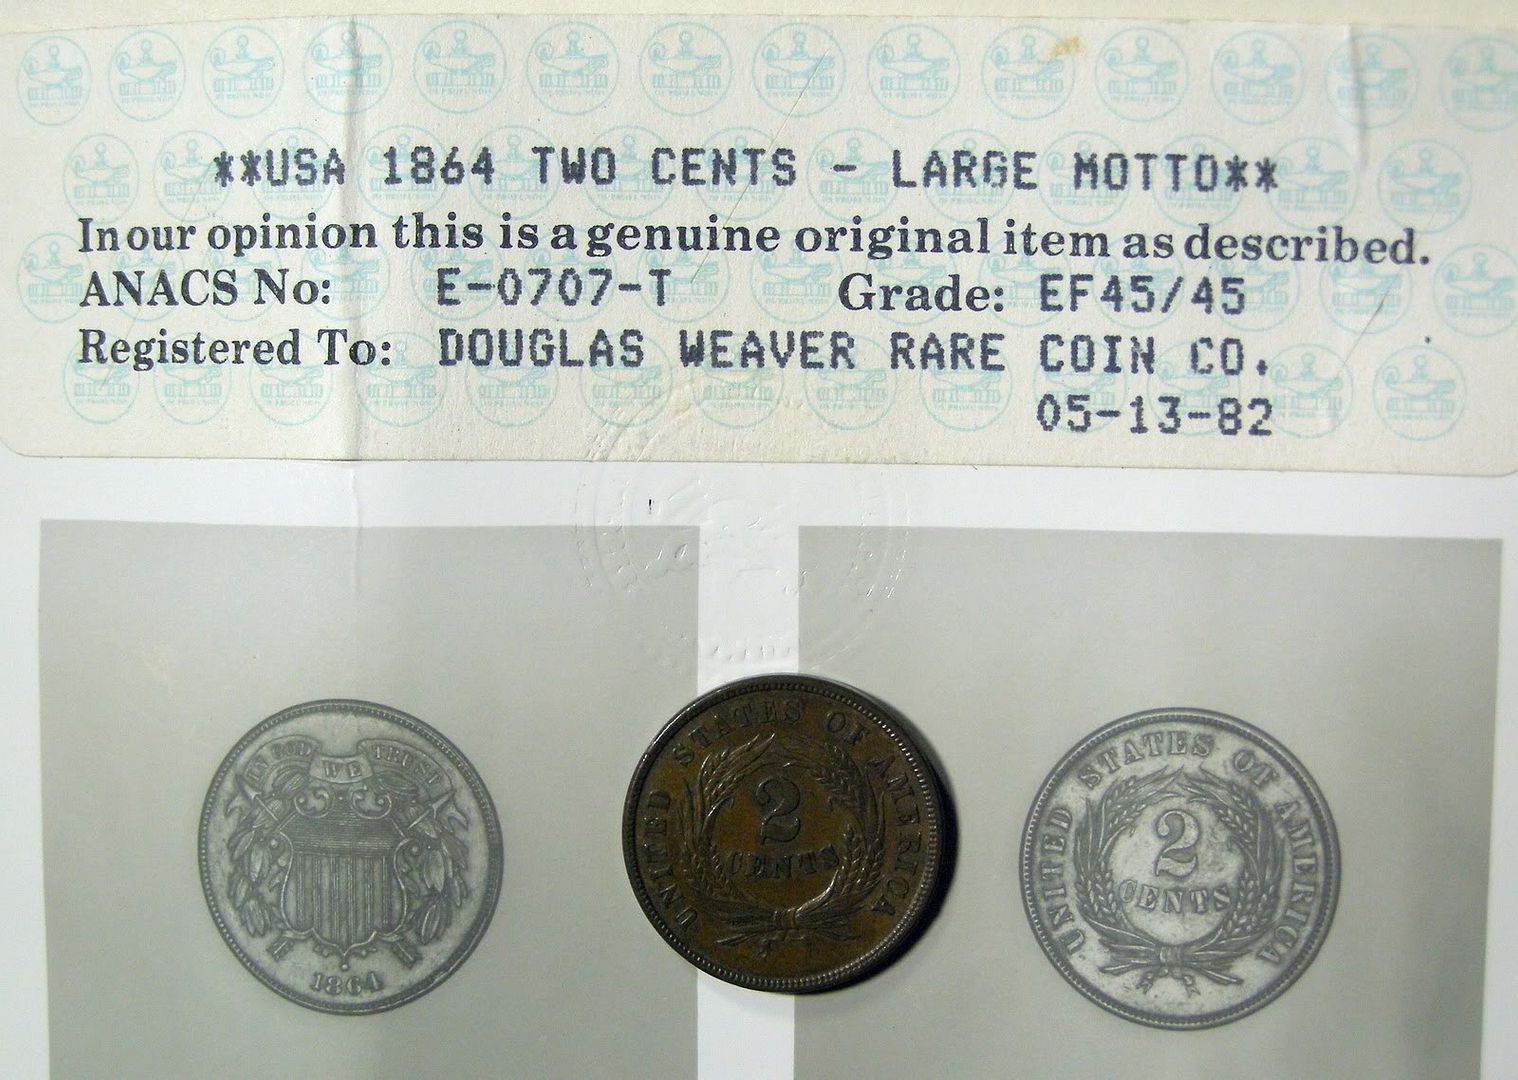 **USA 1864 TWO CENTS - LARGE MOTTO**
In our opinion this is a genuine original item as described.
ANACS No: E-0707-T Grade: EF45/45
Registered To: DOUGLAS WEAVER RARE COIN CO.
05-13-82
IN GOD WE TRUST
1864
UNITED STATES OF AMERICA
2
CENTS
UNITED STATES OF AMERICA
2
CENTS